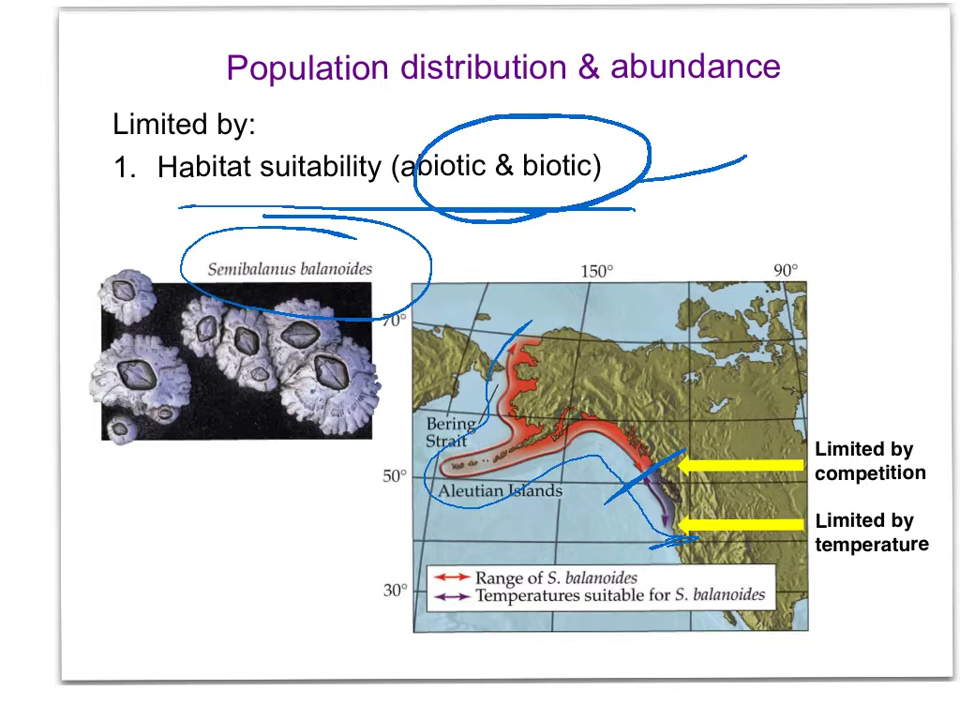 Population distribution & abundance
Limited by:
1. Habitat suitability (abiotic & biotic)
Semibalanus balanoides
150°
90°
70°
Bering
Strait
50°
Aleutian Islands
Limited by
competition
Limited by
temperature
30°
Range of S. balanoides
Temperatures suitable for S. balanoides